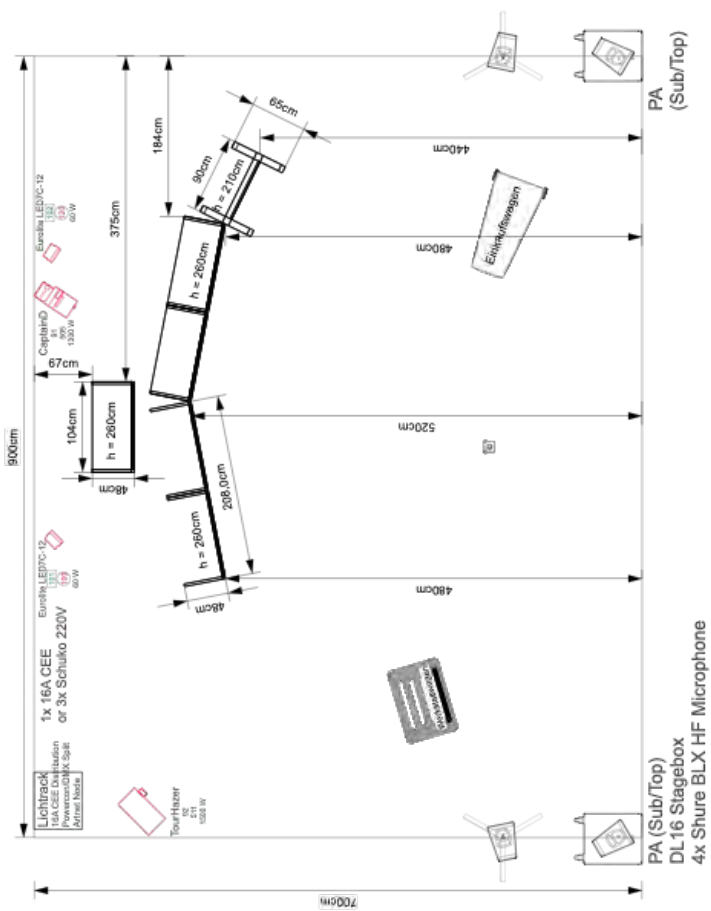 900cm
375cm
184cm
65cm
90cm
h = 210cm
440cm
480cm
h = 260cm
Eurolite LED7C-12
60 W
CaptainD
1300 W
67cm
104cm
h = 260cm
48cm
520cm
208,0cm
h = 260cm
48cm
480cm
Eurolite LED7C-12
60 W
1x 16A CEE
or 3x Schuko 220V
Lichtrack
16A CEE Distribution
Powercon/DMX Split
Artnet Node
TourHazer
1500 W
Einkaufswagen
700cm
PA
(Sub/Top)
PA (Sub/Top)
DL16 Stagebox
4x Shure BLX HF Microphone